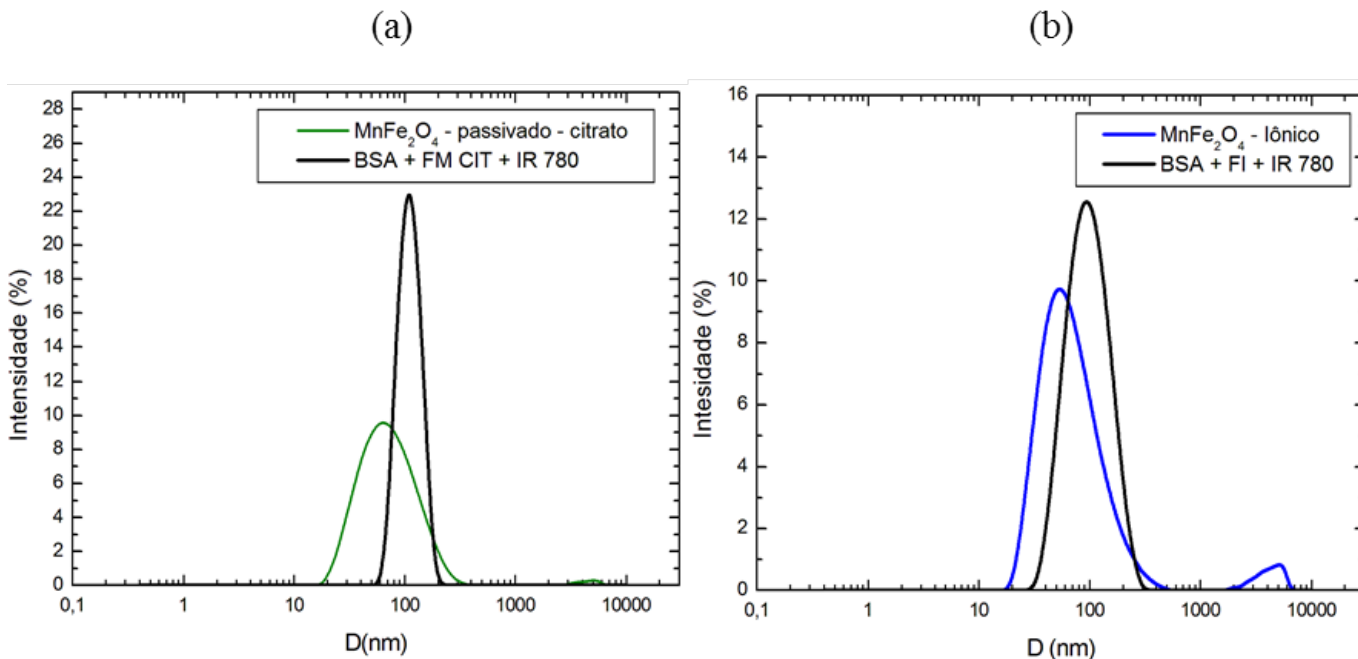 (a)
(b)
28
26
24
22
20
18
16
14
12
10
8
6
4
2
0
Intensidade (%)
MnFe₂O₄ - passivado - citrato
BSA + FM CIT + IR 780
0,1 1 10 100 1000 10000
D(nm)
16
14
12
10
8
6
4
2
0
Intesidade (%)
MnFe₂O₄ - Iônico
BSA + FI + IR 780
0,1 1 10 100 1000 10000
D (nm)